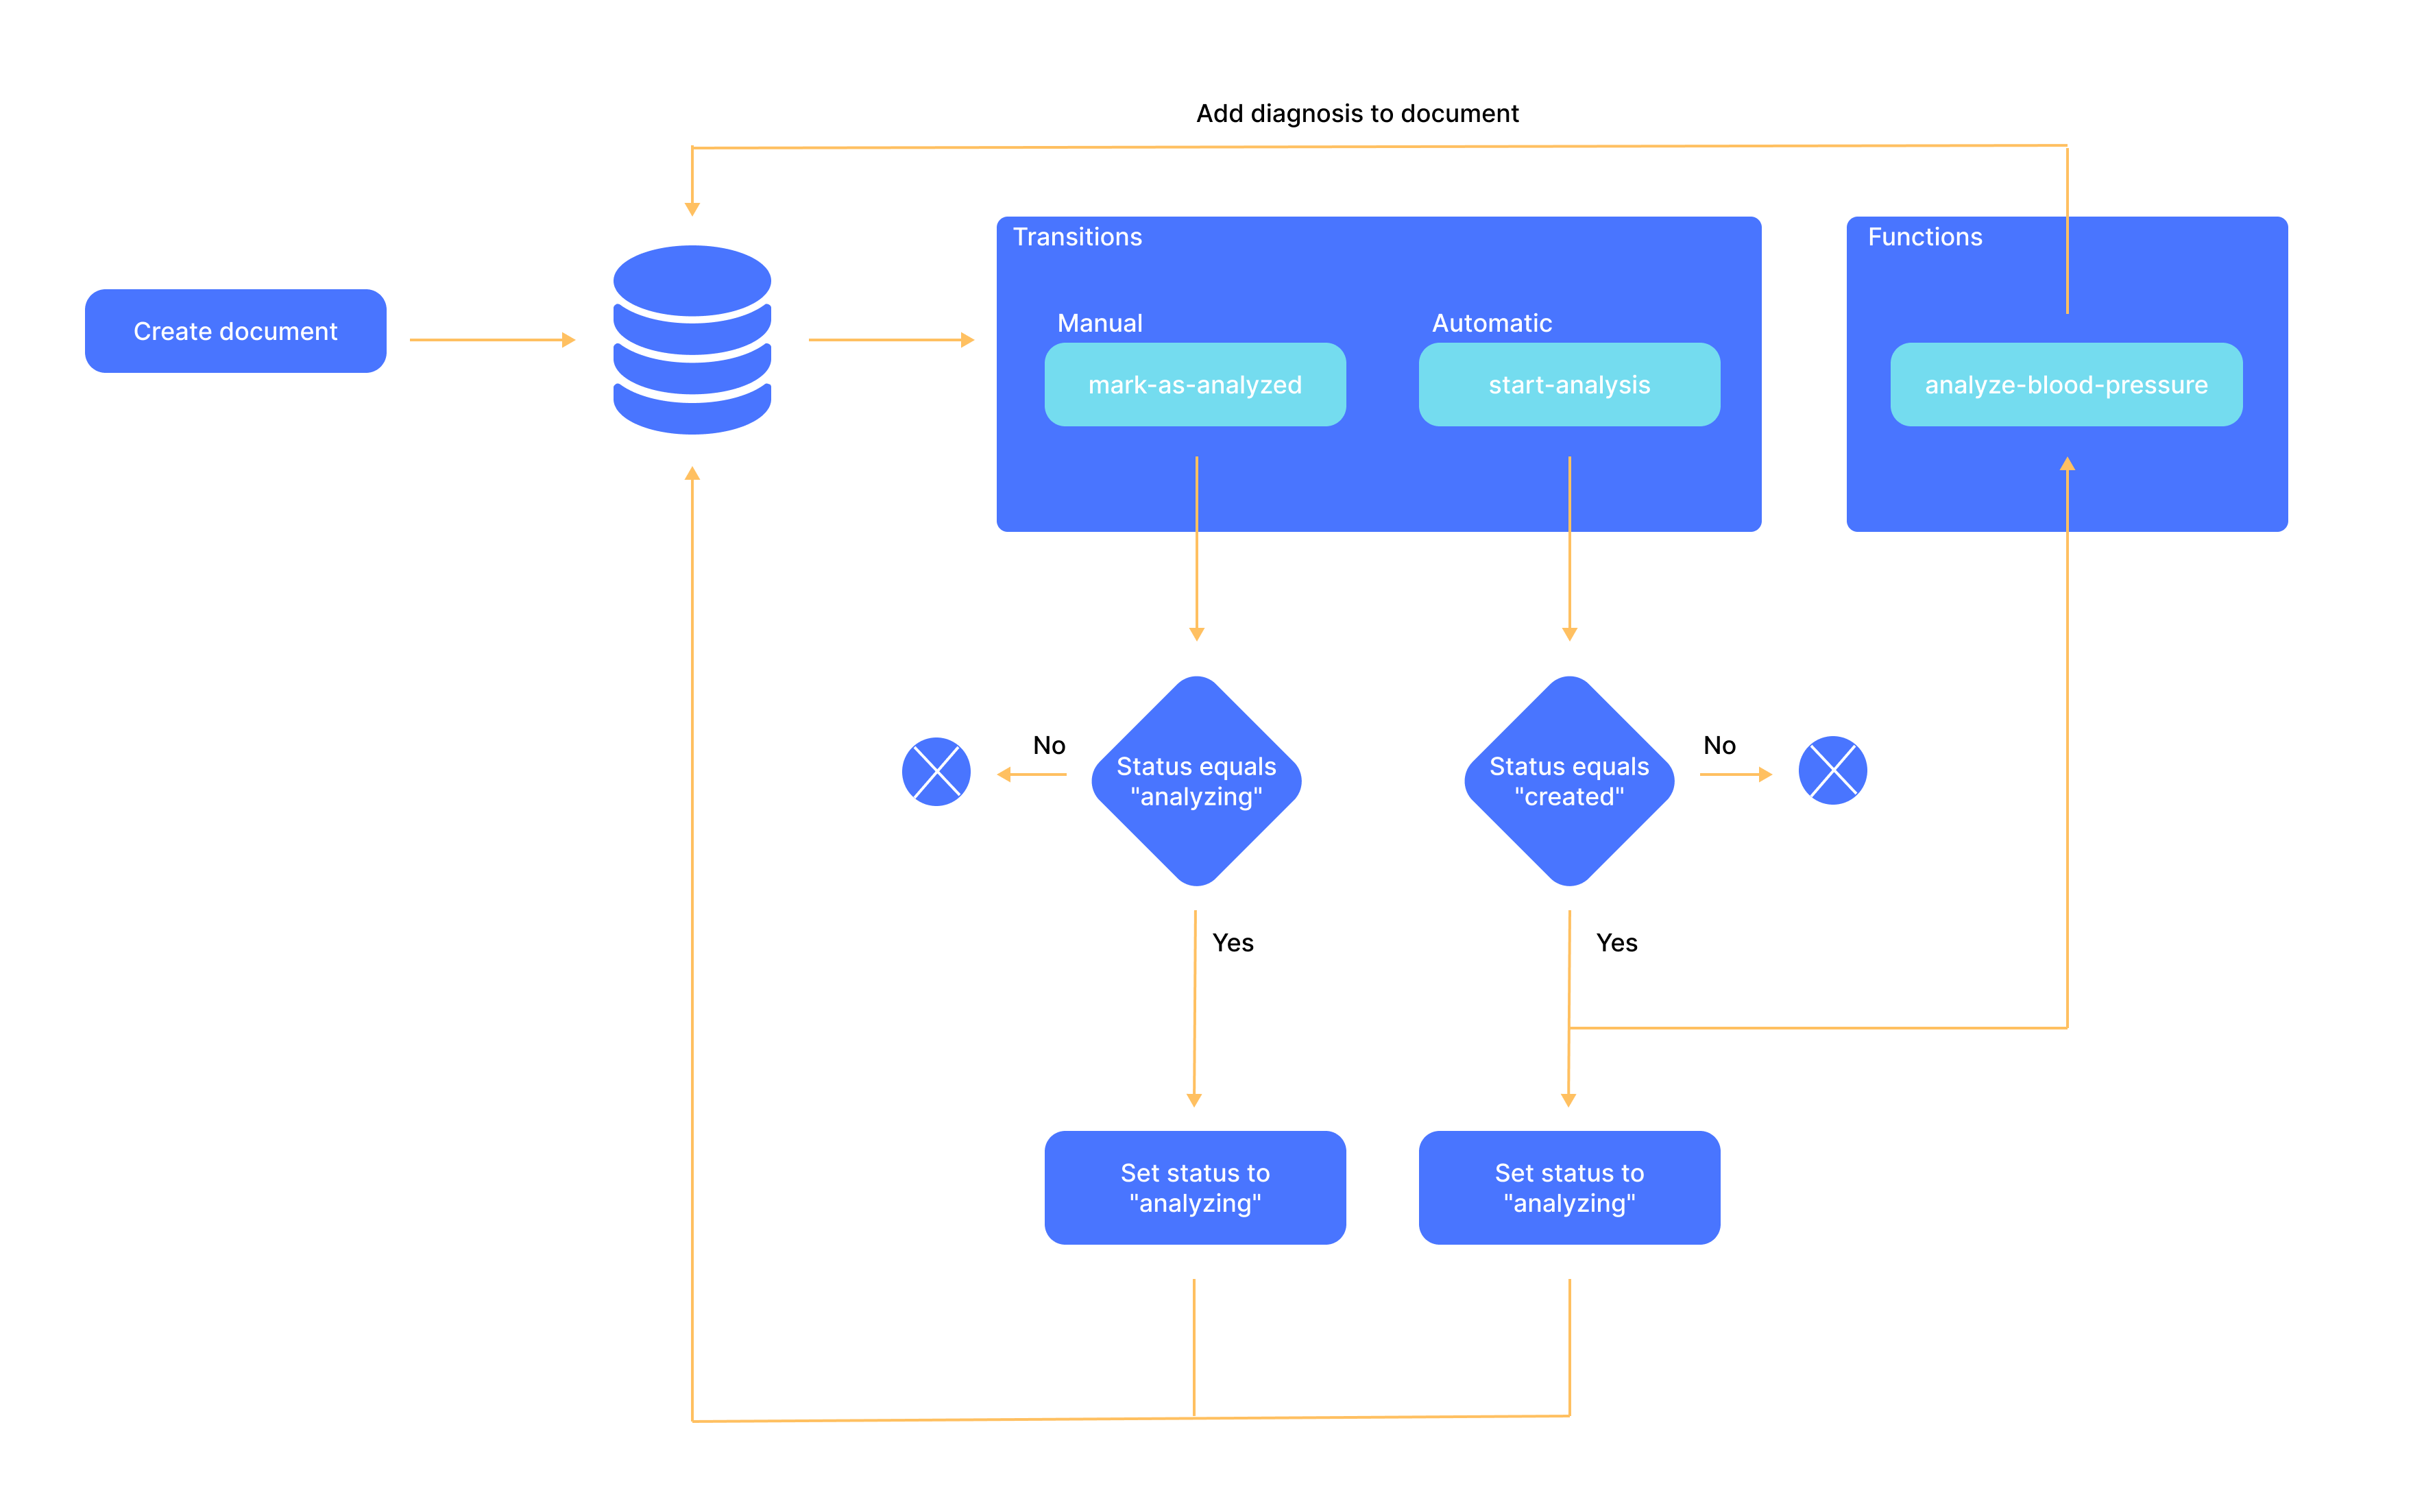 Add diagnosis to document
Transitions
Functions
Create document
Manual
Automatic
mark-as-analyzed
start-analysis
analyze-blood-pressure
No
Status equals
"analyzing"
Status equals
"created"
No
Yes
Yes
Set status to
"analyzing"
Set status to
"analyzing"